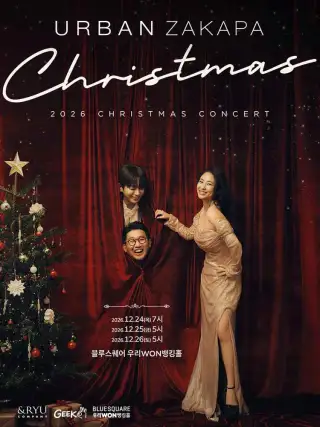 URBAN ZAKAPA
Christmas
2026 CHRISTMAS CONCERT
2026. 12.24(목) 7시
2026. 12.25(금) 5시
2026. 12.26(토) 5시
블루스퀘어 우리WON뱅킹홀
&RYU
COMPANY
GEEK
BLUESQUARE
우리WON뱅킹홀